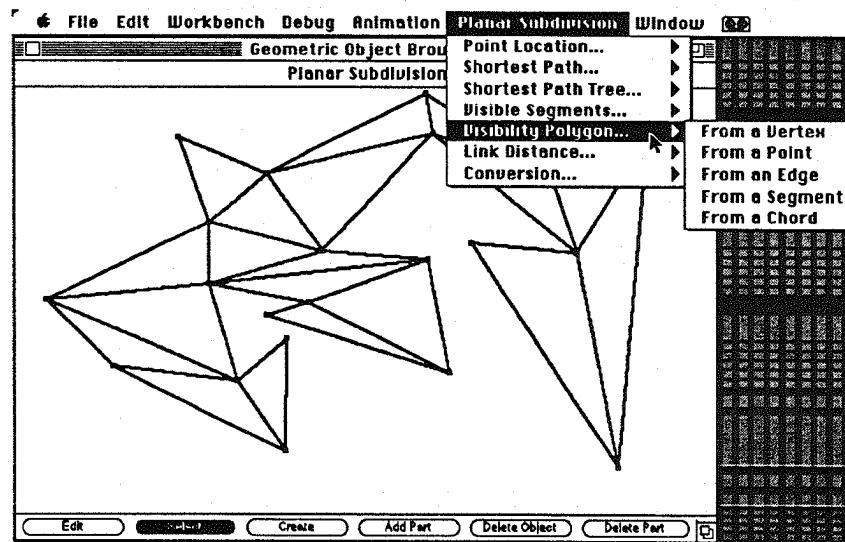 File Edit Workbench Debug Animation Planar Subdivision Window
Geometric Object Brou
Planar Subdivision
Point Location...
Shortest Path...
Shortest Path Tree...
Visible Segments...
Visibility Polygon...
Link Distance...
Conversion...
From a Vertex
From a Point
From an Edge
From a Segment
From a Chord
Edit Select Create Add Part Delete Object Delete Part